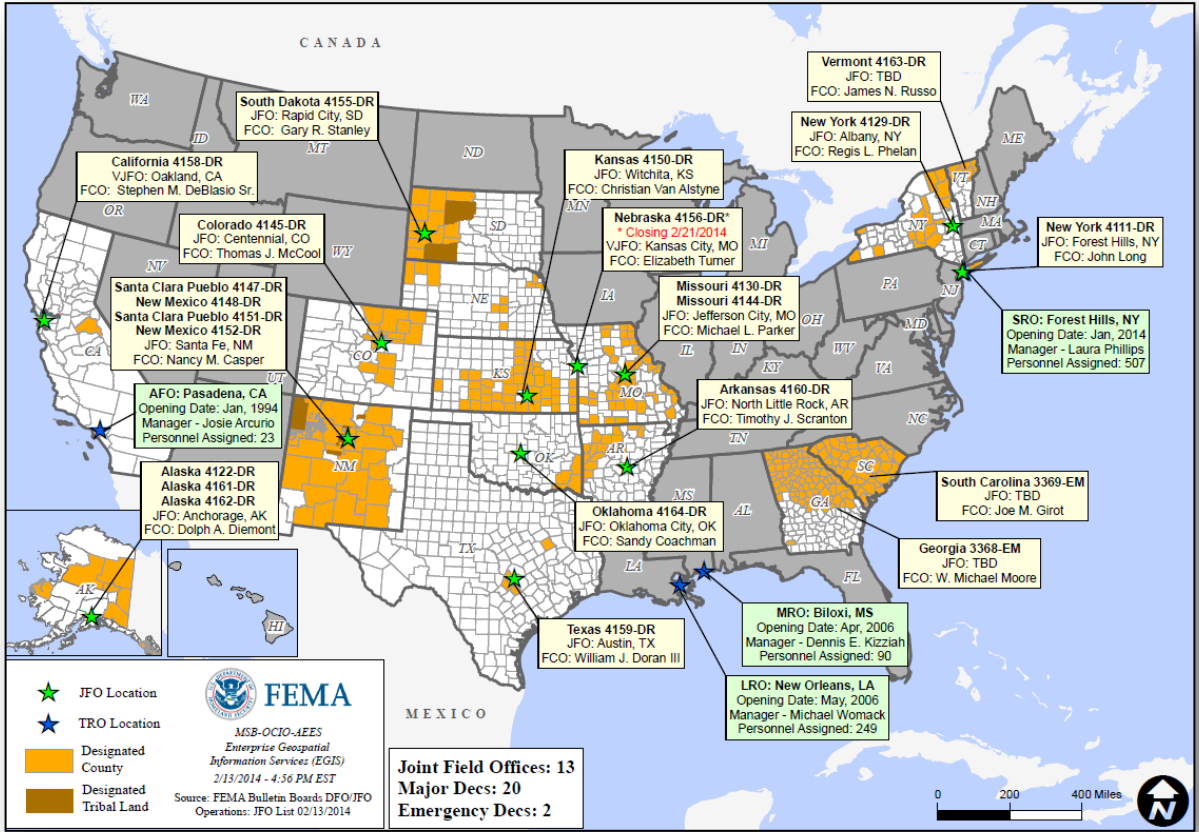 CANADA
WA
ID
MT
ND
OR
WY
SD
MN
MI
NV
UT
CO
NE
IA
CA
KS
MO
IL
IN
OH
PA
NY
VT
NH
ME
MA
CT
NJ
MD
WV
VA
KY
TN
NC
SC
GA
AL
MS
AR
OK
NM
TX
LA
FL
AK
HI
MEXICO
South Dakota 4155-DR
JFO: Rapid City, SD
FCO: Gary R. Stanley
California 4158-DR
VJFO: Oakland, CA
FCO: Stephen M. DeBlasio Sr.
Colorado 4145-DR
JFO: Centennial, CO
FCO: Thomas J. McCool
Santa Clara Pueblo 4147-DR
New Mexico 4148-DR
Santa Clara Pueblo 4151-DR
New Mexico 4152-DR
JFO: Santa Fe, NM
FCO: Nancy M. Casper
AFO: Pasadena, CA
Opening Date: Jan, 1994
Manager - Josie Arcurio
Personnel Assigned: 23
Alaska 4122-DR
Alaska 4161-DR
Alaska 4162-DR
JFO: Anchorage, AK
FCO: Dolph A. Diemont
Kansas 4150-DR
JFO: Witchita, KS
FCO: Christian Van Alstyne
Nebraska 4156-DR*
* Closing 2/21/2014
VJFO: Kansas City, MO
FCO: Elizabeth Turner
Missouri 4130-DR
Missouri 4144-DR
JFO: Jefferson City, MO
FCO: Michael L. Parker
Arkansas 4160-DR
JFO: North Little Rock, AR
FCO: Timothy J. Scranton
Oklahoma 4164-DR
JFO: Oklahoma City, OK
FCO: Sandy Coachman
Texas 4159-DR
JFO: Austin, TX
FCO: William J. Doran III
Vermont 4163-DR
JFO: TBD
FCO: James N. Russo
New York 4129-DR
JFO: Albany, NY
FCO: Regis L. Phelan
New York 4111-DR
JFO: Forest Hills, NY
FCO: John Long
SRO: Forest Hills, NY
Opening Date: Jan, 2014
Manager - Laura Phillips
Personnel Assigned: 507
South Carolina 3369-EM
JFO: TBD
FCO: Joe M. Girot
Georgia 3368-EM
JFO: TBD
FCO: W. Michael Moore
MRO: Biloxi, MS
Opening Date: Apr, 2006
Manager - Dennis E. Kizziah
Personnel Assigned: 90
LRO: New Orleans, LA
Opening Date: May, 2006
Manager - Michael Womack
Personnel Assigned: 249
JFO Location
TRO Location
Designated
County
Designated
Tribal Land
FEMA
MSB-OCIO-AEES
Enterprise Geospatial
Information Services (EGIS)
2/13/2014 - 4:56 PM EST
Source: FEMA Bulletin Boards DFO/JFO
Operations: JFO List 02/13/2014
Joint Field Offices: 13
Major Decs: 20
Emergency Decs: 2
0 200 400 Miles
N